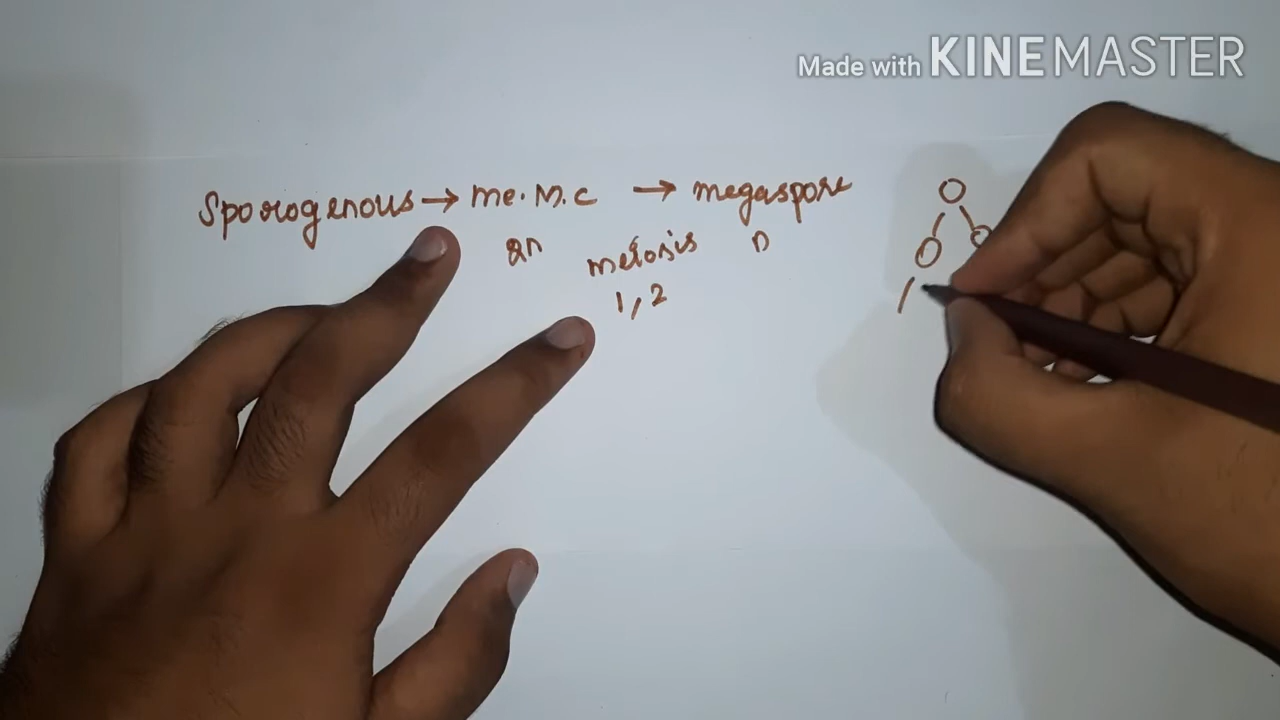 Made with KINEMASTER
Sporogenous → Me.M.C → megaspore
2n meiosis n
1, 2